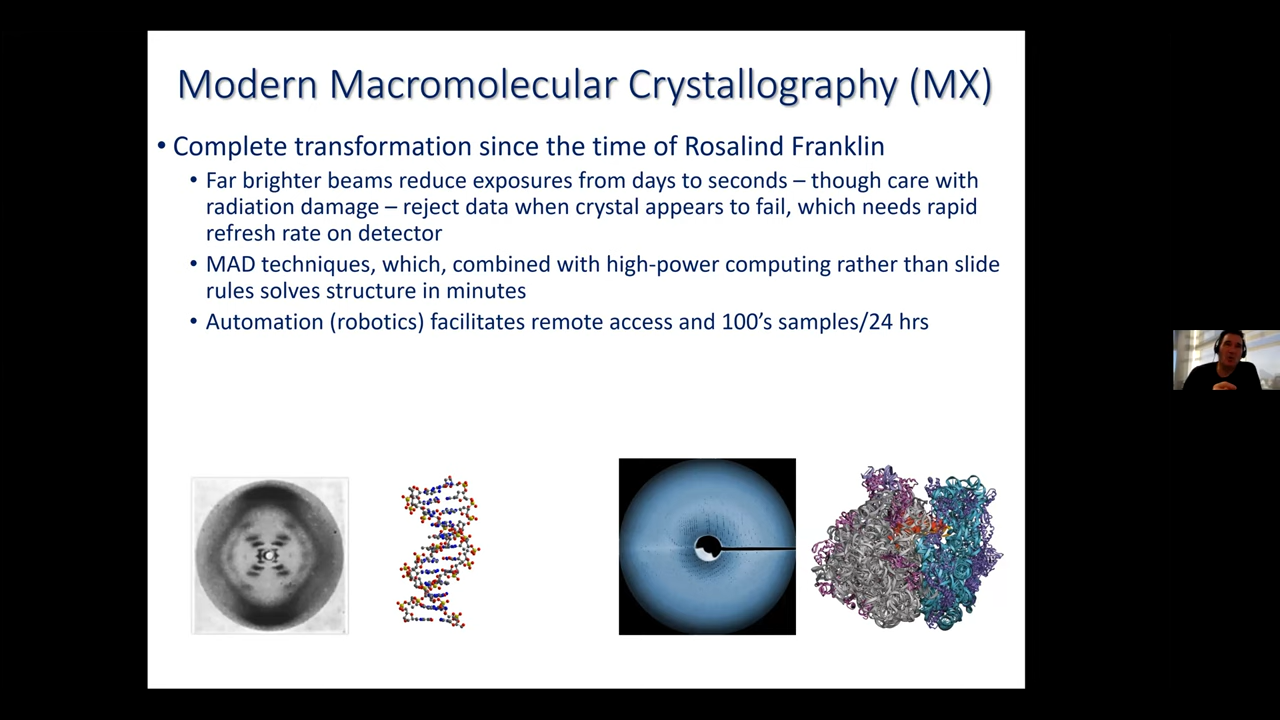 Modern Macromolecular Crystallography (MX)
• Complete transformation since the time of Rosalind Franklin
• Far brighter beams reduce exposures from days to seconds – though care with
radiation damage – reject data when crystal appears to fail, which needs rapid
refresh rate on detector
• MAD techniques, which, combined with high-power computing rather than slide
rules solves structure in minutes
• Automation (robotics) facilitates remote access and 100’s samples/24 hrs